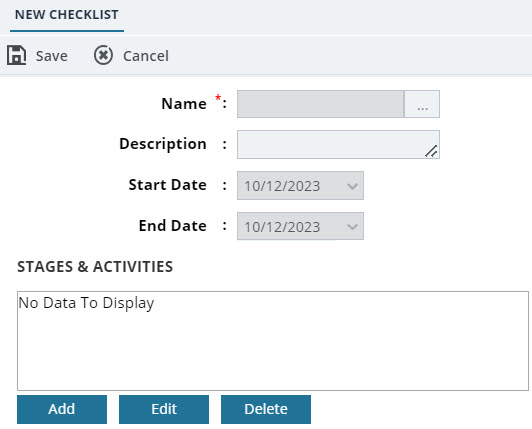 NEW CHECKLIST
Save Cancel
Name * : ...
Description :
Start Date : 10/12/2023
End Date : 10/12/2023
STAGES & ACTIVITIES
No Data To Display
Add Edit Delete